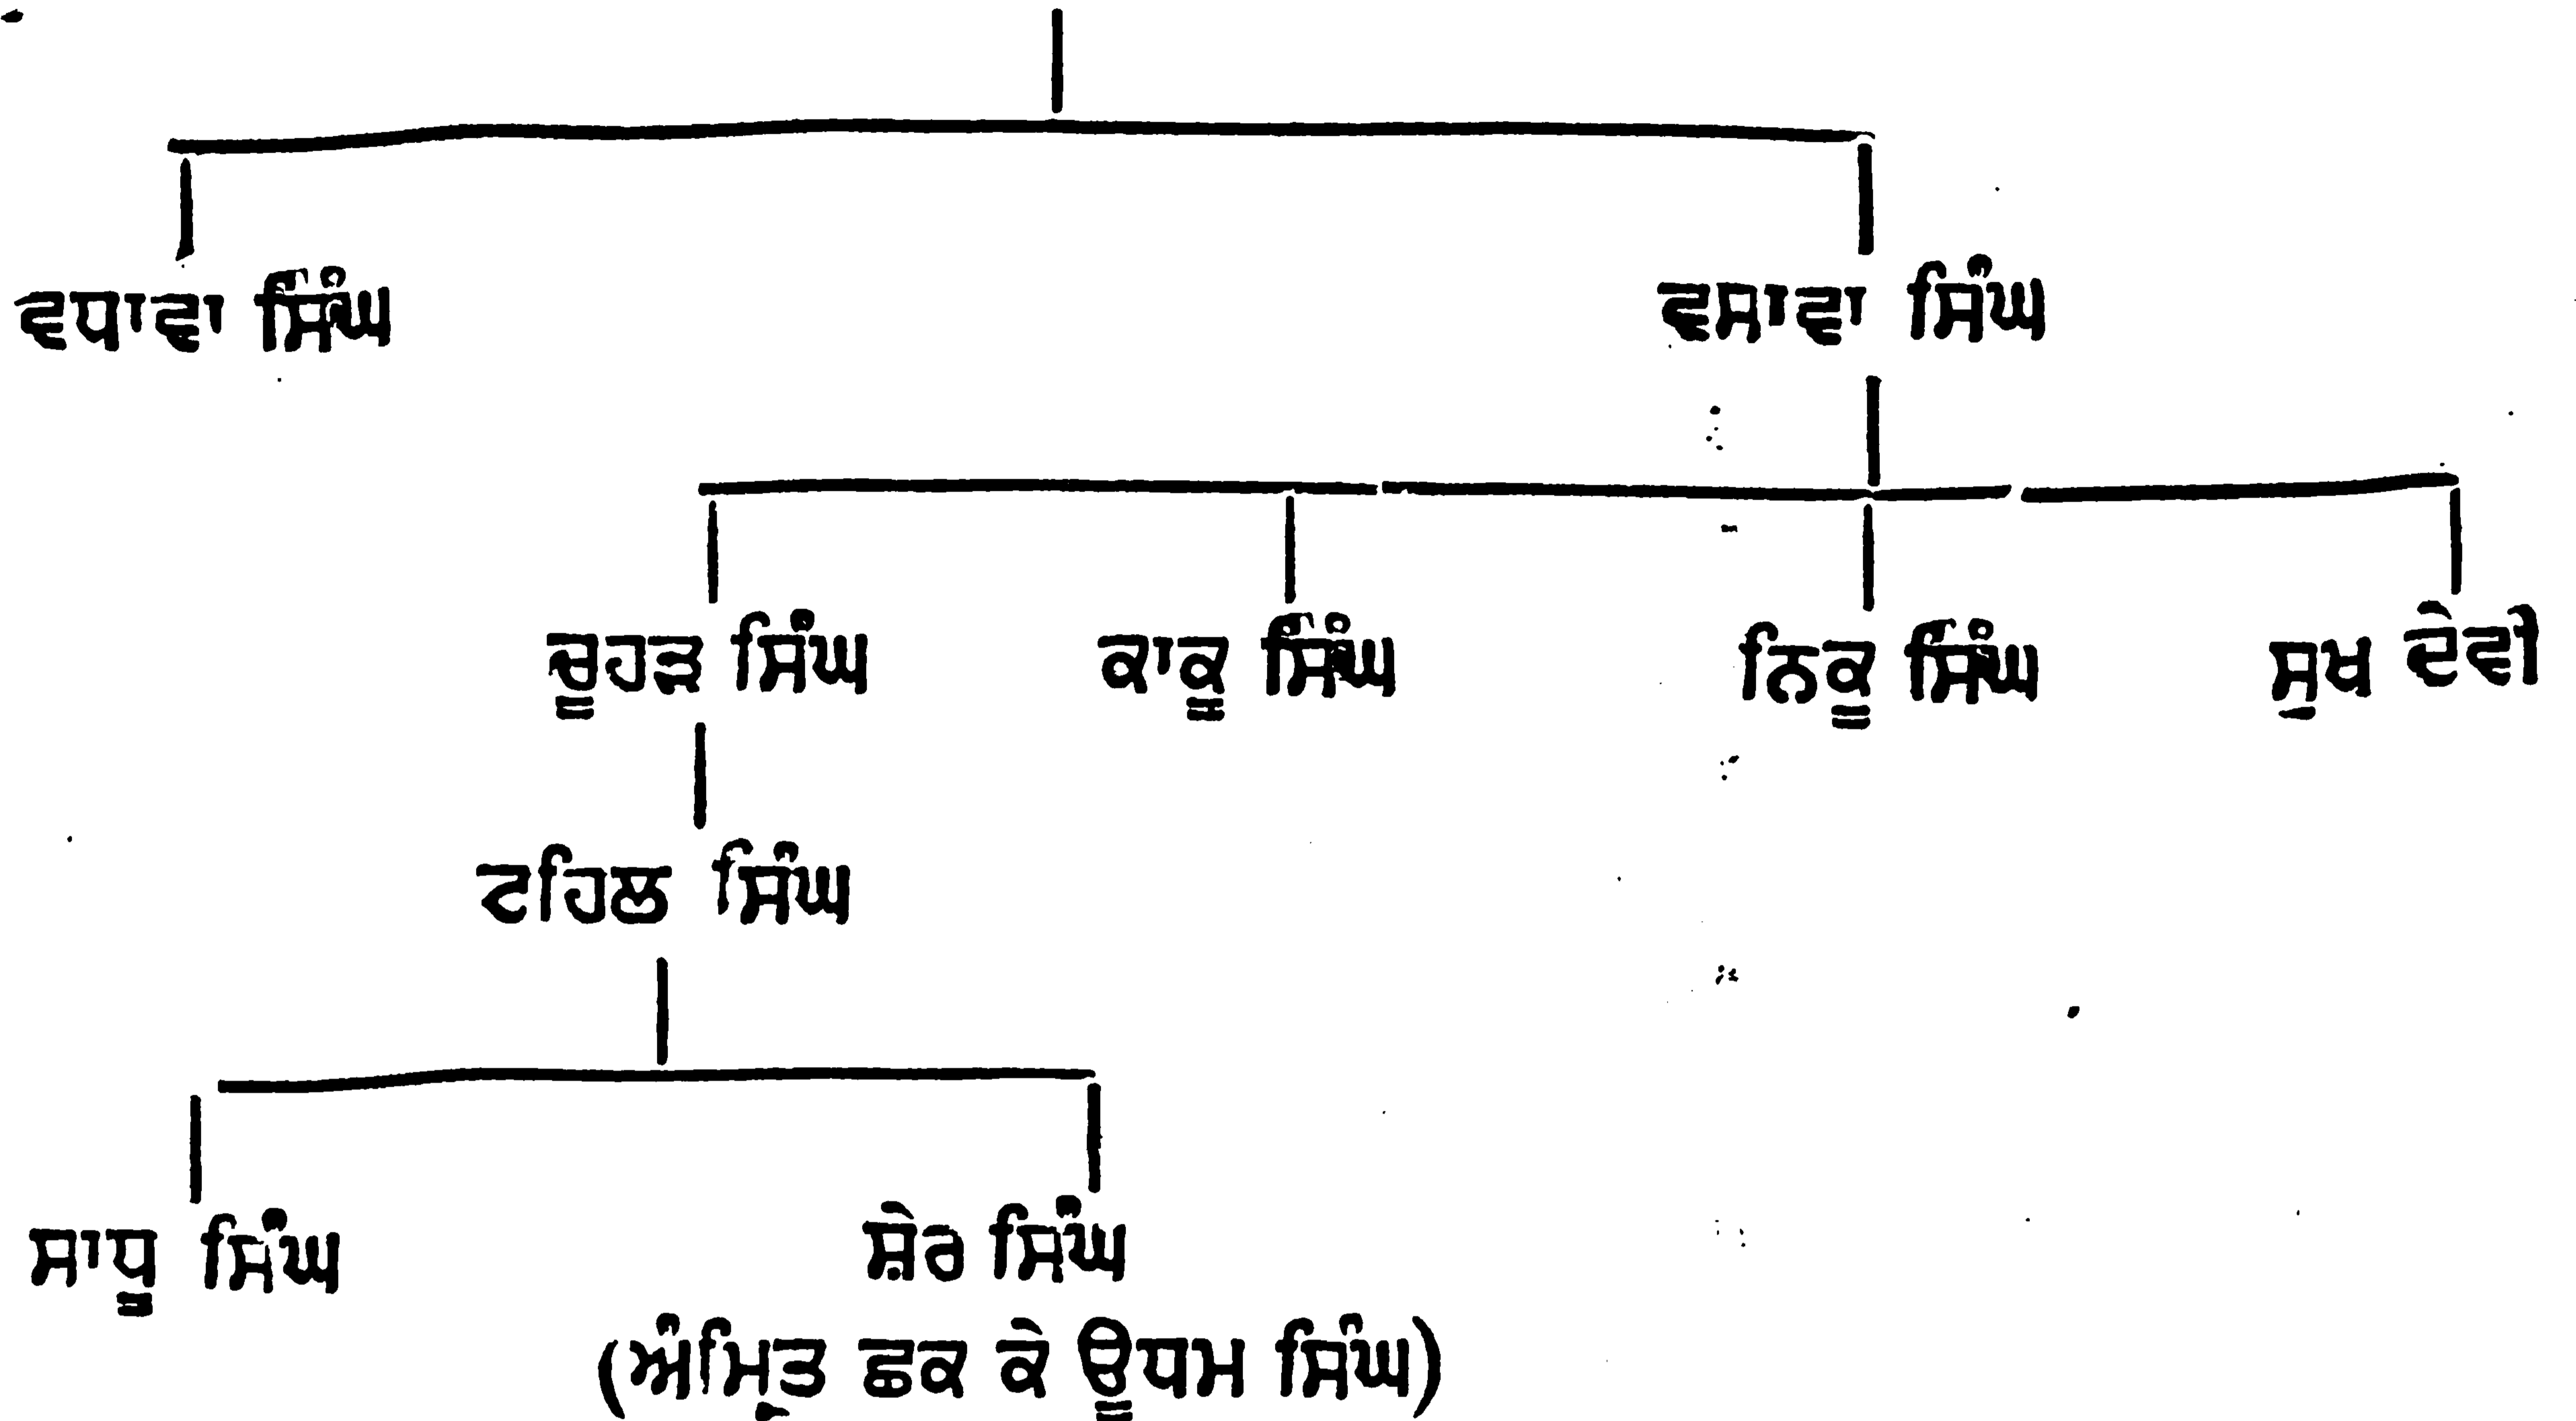 ਵਧਾਵਾ ਸਿੰਘ ਵਸਾਵਾ ਸਿੰਘ
ਚੂਹੜ ਸਿੰਘ ਕਾਕੂ ਸਿੰਘ ਨਿਕੂ ਸਿੰਘ ਸੁਖ ਦੇਵੀ
ਟਹਿਲ ਸਿੰਘ
ਸਾਧੂ ਸਿੰਘ ਸ਼ੇਰ ਸਿੰਘ
(ਅੰਮ੍ਰਿਤ ਛਕ ਕੇ ਊਧਮ ਸਿੰਘ)